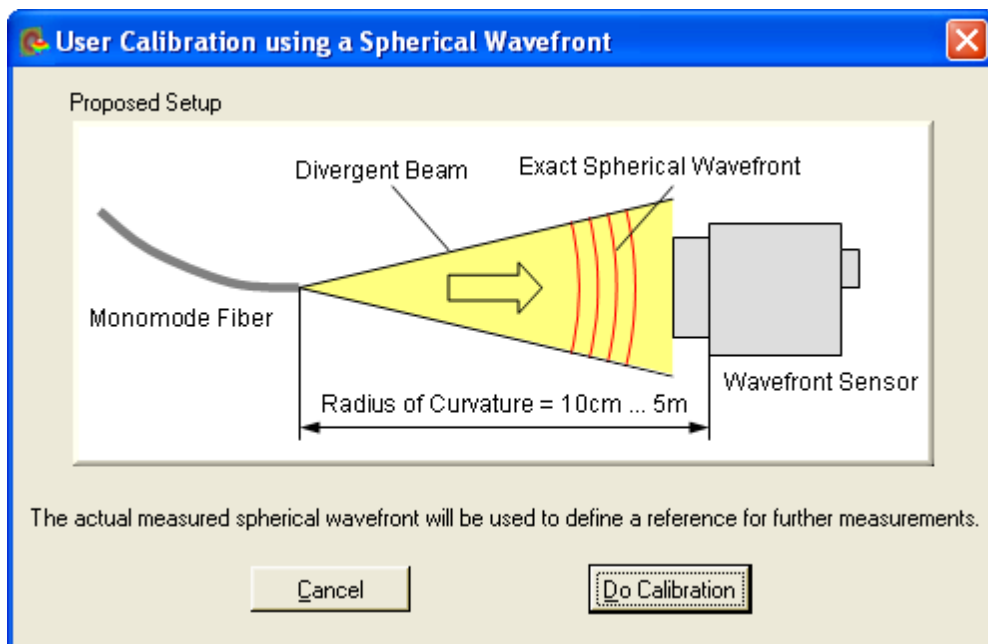 User Calibration using a Spherical Wavefront
Proposed Setup
Divergent Beam
Exact Spherical Wavefront
Monomode Fiber
Wavefront Sensor
Radius of Curvature = 10cm ... 5m
The actual measured spherical wavefront will be used to define a reference for further measurements.
Cancel
Do Calibration